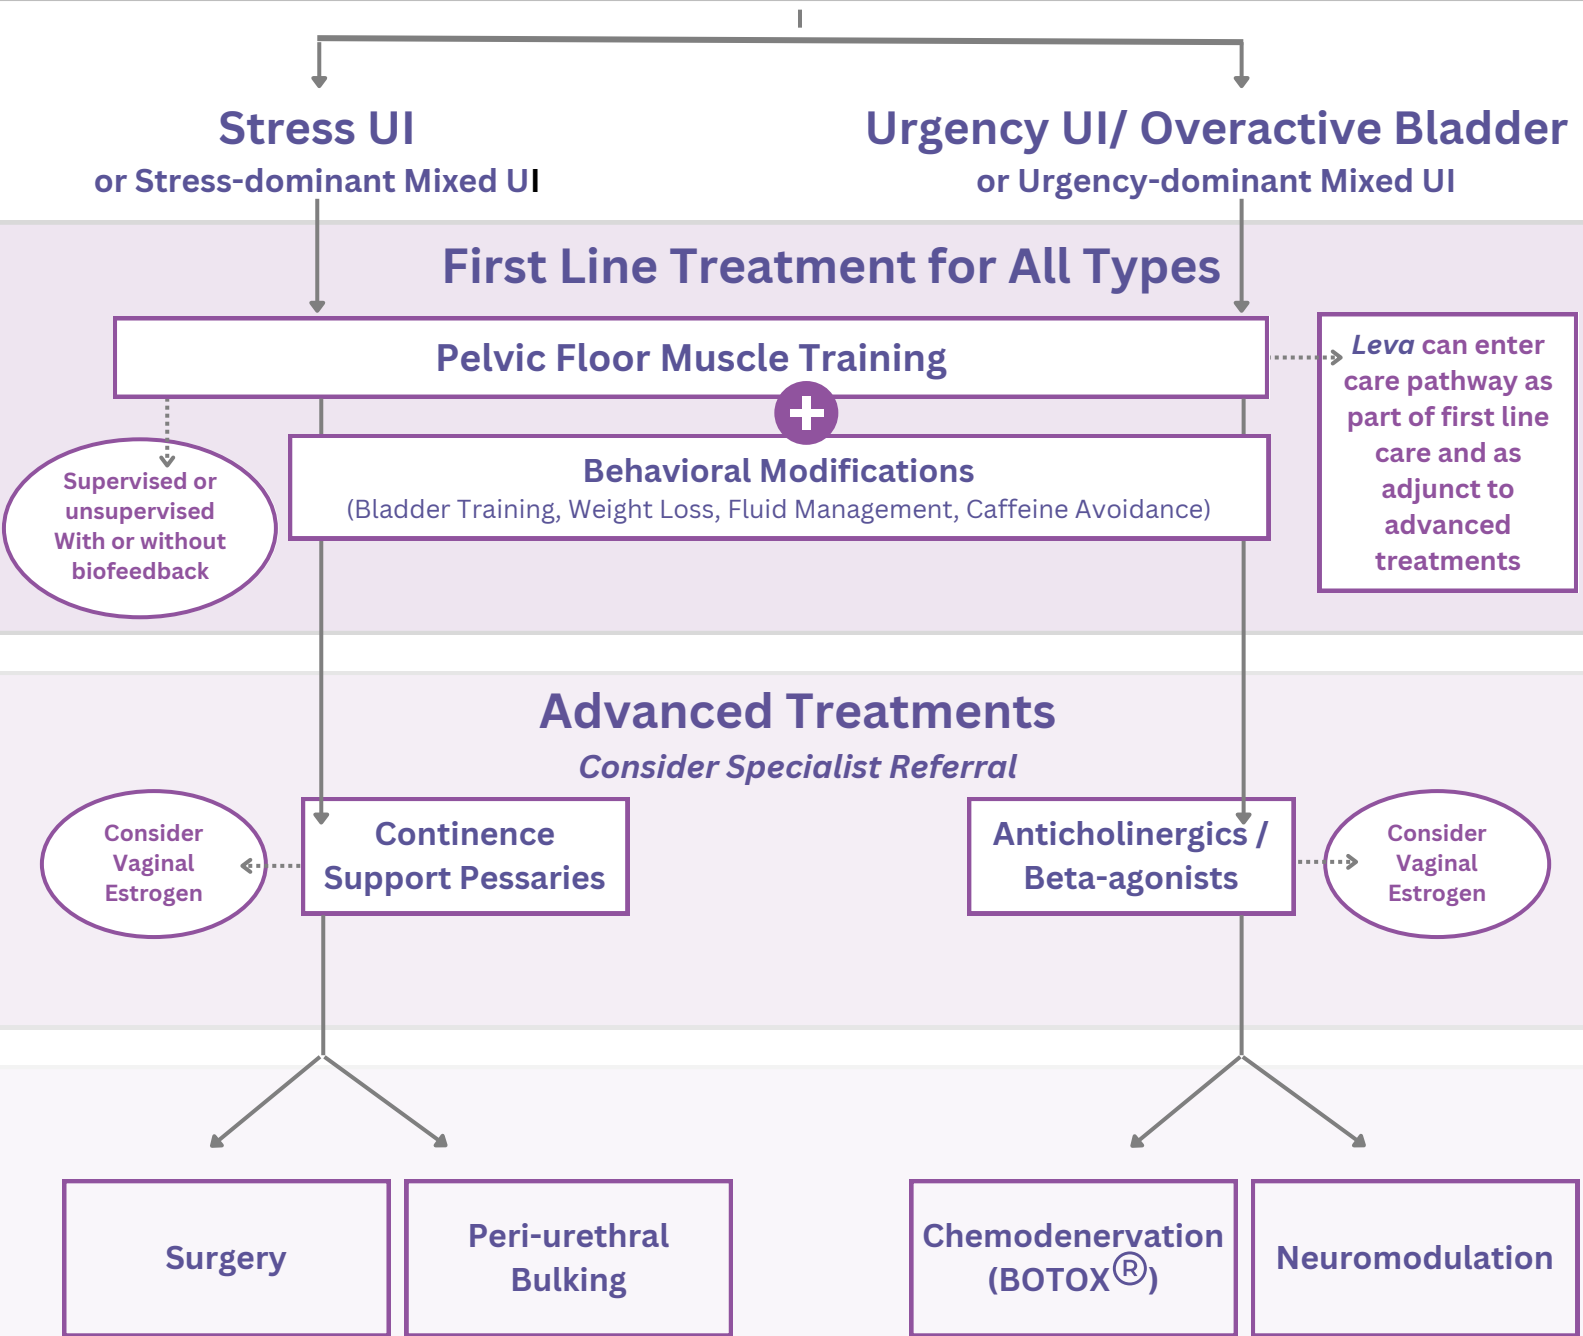 Stress UI
or Stress-dominant Mixed UI
Urgency UI/ Overactive Bladder
or Urgency-dominant Mixed UI
First Line Treatment for All Types
Pelvic Floor Muscle Training
Leva can enter
care pathway as
part of first line
care and as
adjunct to
advanced
treatments
Supervised or
unsupervised
With or without
biofeedback
Behavioral Modifications
(Bladder Training, Weight Loss, Fluid Management, Caffeine Avoidance)
Advanced Treatments
Consider Specialist Referral
Consider
Vaginal
Estrogen
Continence
Support Pessaries
Anticholinergics /
Beta-agonists
Consider
Vaginal
Estrogen
Surgery
Peri-urethral
Bulking
Chemodenervation
(BOTOX®)
Neuromodulation